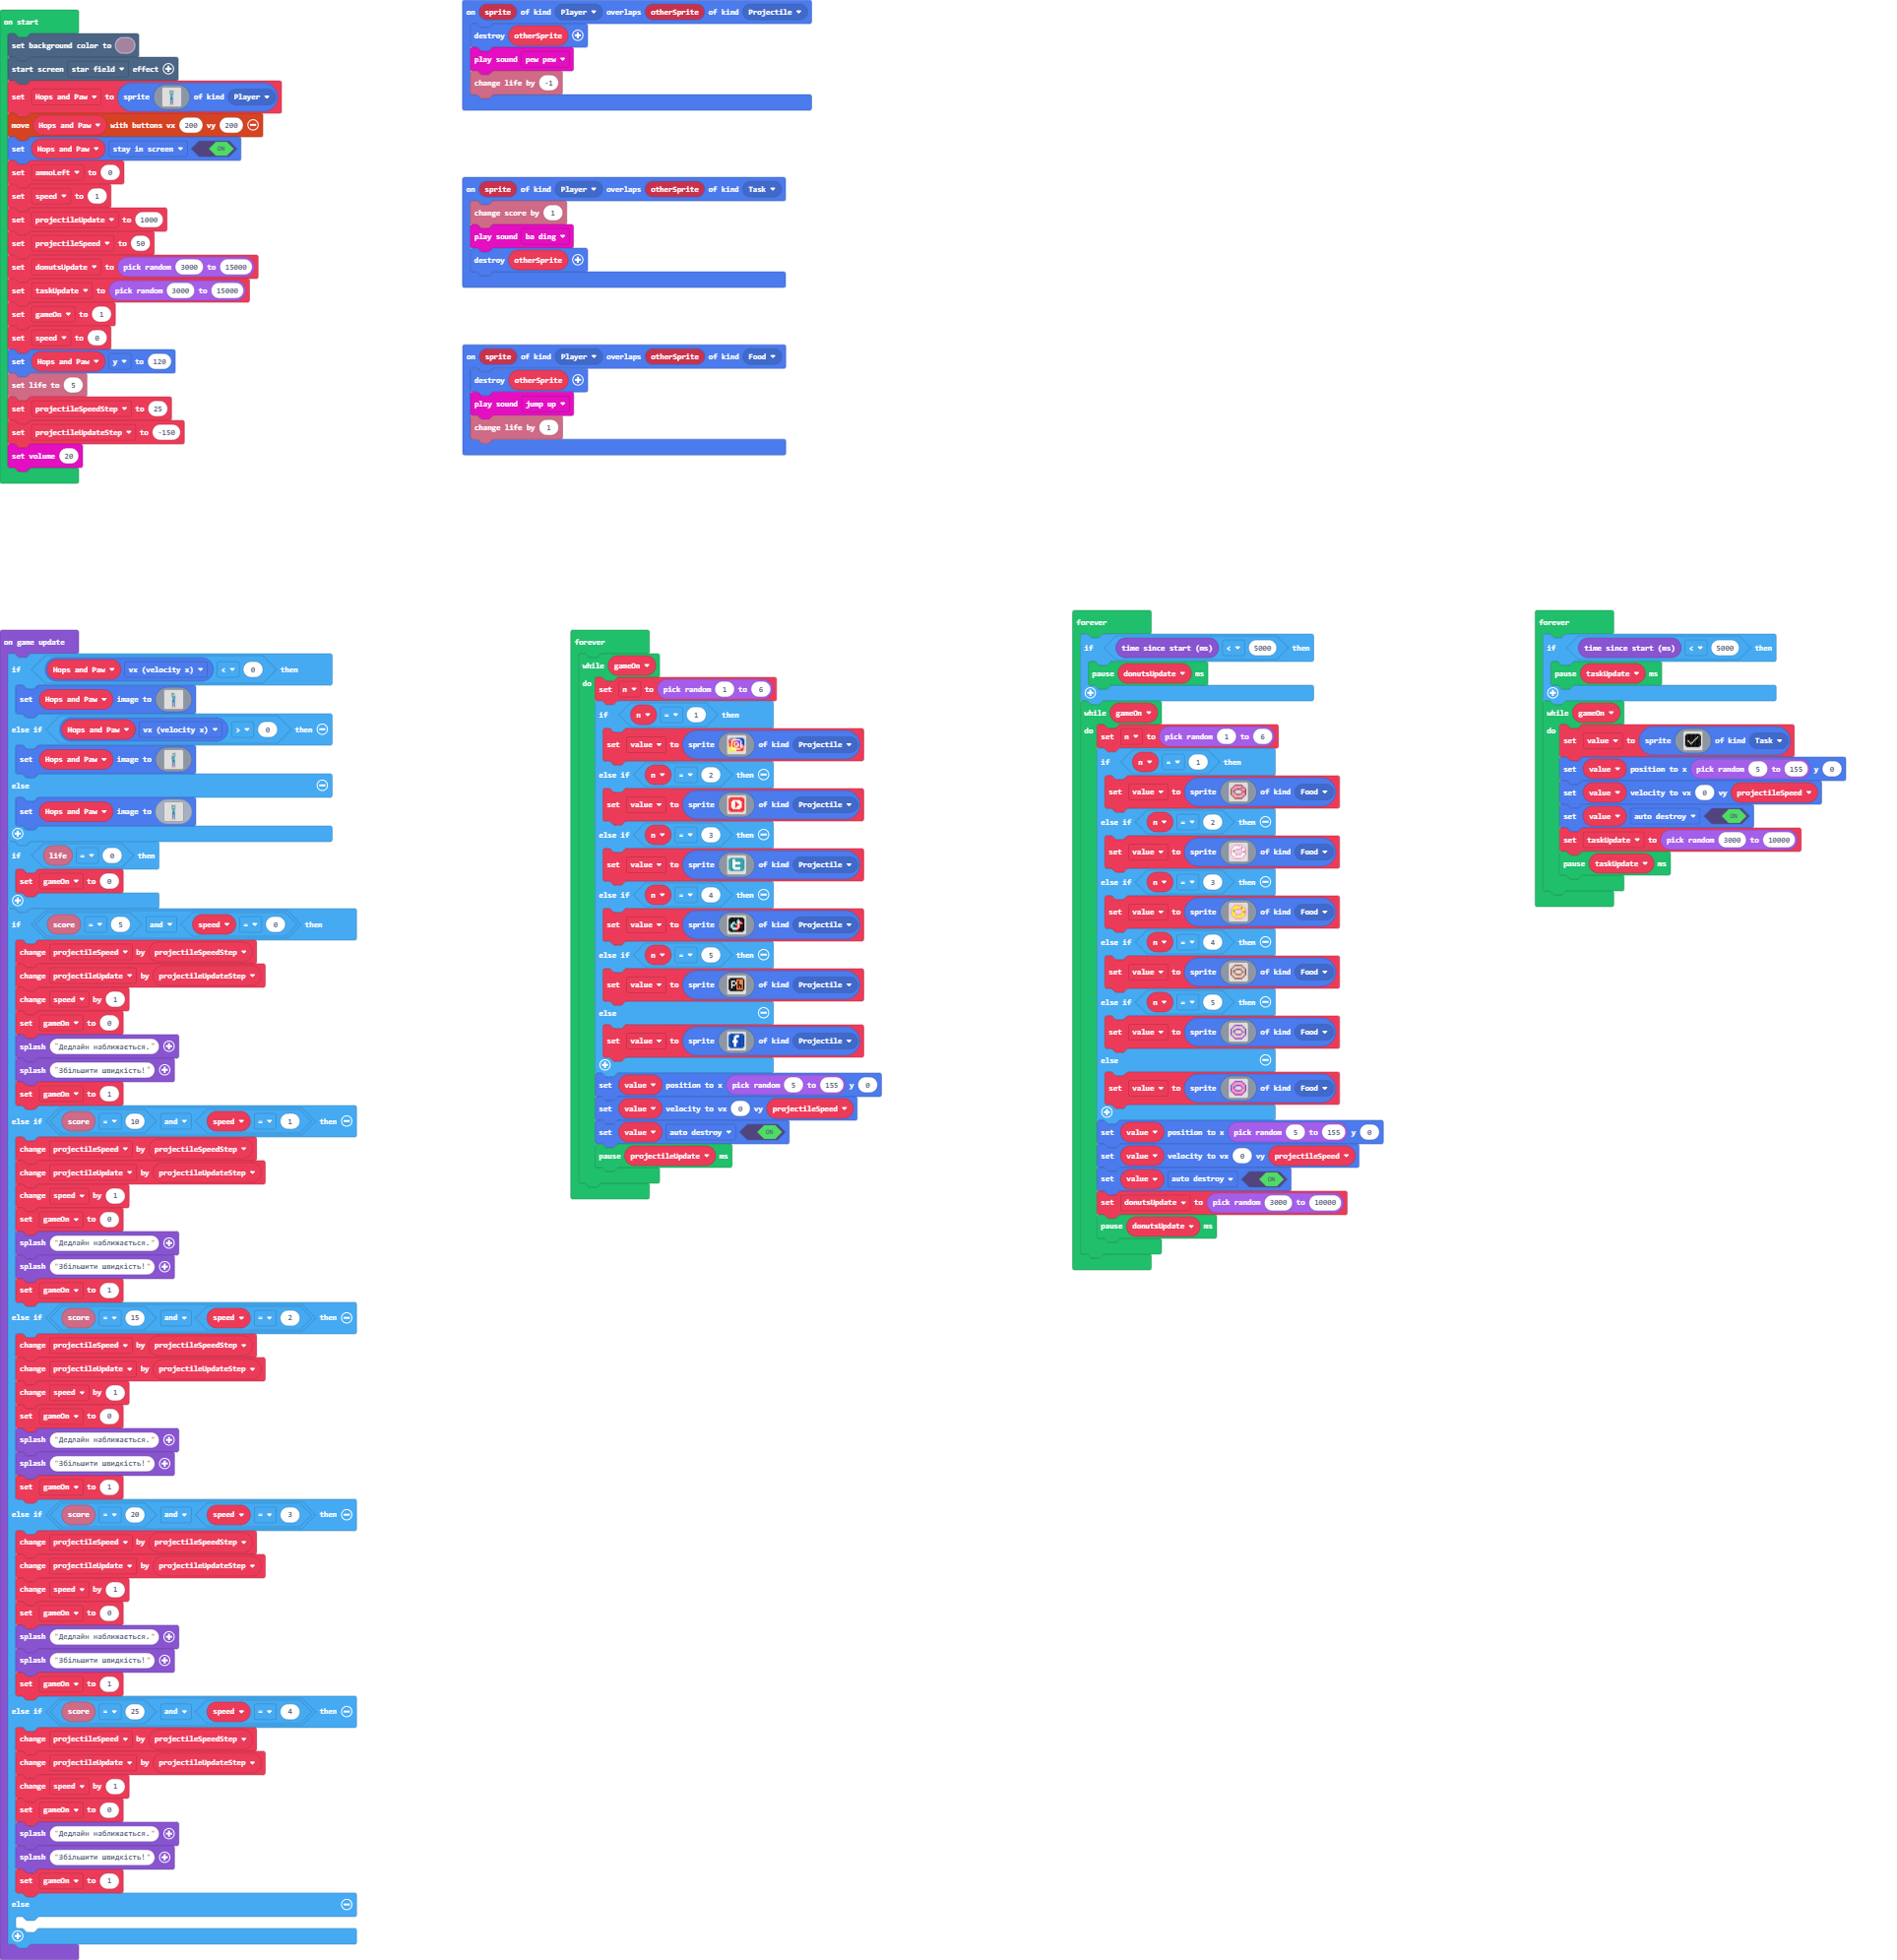 on start
set background color to
start screen star field effect
set Hops and Paw to sprite of kind Player
move Hops and Paw with buttons vx 200 vy 200
set Hops and Paw stay in screen ON
set ammoLeft to 0
set speed to 1
set projectileUpdate to 1000
set projectileSpeed to 50
set donutsUpdate to pick random 3000 to 15000
set taskUpdate to pick random 3000 to 15000
set gameOn to 1
set speed to 0
set Hops and Paw y to 120
set life to 5
set projectileSpeedStep to 25
set projectileUpdateStep to -150
set volume 20
on sprite of kind Player overlaps otherSprite of kind Projectile
destroy otherSprite
play sound pew pew
change life by -1
on sprite of kind Player overlaps otherSprite of kind Task
change score by 1
play sound ba ding
destroy otherSprite
on sprite of kind Player overlaps otherSprite of kind Food
destroy otherSprite
play sound jump up
change life by 1
on game update
if Hops and Paw vx (velocity x) < 0 then
set Hops and Paw image to
else if Hops and Paw vx (velocity x) > 0 then
set Hops and Paw image to
else
set Hops and Paw image to
if life = 0 then
set gameOn to 0
if score = 5 and speed = 0 then
change projectileSpeed by projectileSpeedStep
change projectileUpdate by projectileUpdateStep
change speed by 1
set gameOn to 0
splash "Дедлайн наближається."
splash "Збільшити швидкість!"
set gameOn to 1
else if score = 10 and speed = 1 then
change projectileSpeed by projectileSpeedStep
change projectileUpdate by projectileUpdateStep
change speed by 1
set gameOn to 0
splash "Дедлайн наближається."
splash "Збільшити швидкість!"
set gameOn to 1
else if score = 15 and speed = 2 then
change projectileSpeed by projectileSpeedStep
change projectileUpdate by projectileUpdateStep
change speed by 1
set gameOn to 0
splash "Дедлайн наближається."
splash "Збільшити швидкість!"
set gameOn to 1
else if score = 20 and speed = 3 then
change projectileSpeed by projectileSpeedStep
change projectileUpdate by projectileUpdateStep
change speed by 1
set gameOn to 0
splash "Дедлайн наближається."
splash "Збільшити швидкість!"
set gameOn to 1
else if score = 25 and speed = 4 then
change projectileSpeed by projectileSpeedStep
change projectileUpdate by projectileUpdateStep
change speed by 1
set gameOn to 0
splash "Дедлайн наближається."
splash "Збільшити швидкість!"
set gameOn to 1
else
forever
while gameOn
do set n to pick random 1 to 6
if n = 1 then
set value to sprite of kind Projectile
else if n = 2 then
set value to sprite of kind Projectile
else if n = 3 then
set value to sprite of kind Projectile
else if n = 4 then
set value to sprite of kind Projectile
else if n = 5 then
set value to sprite of kind Projectile
else
set value to sprite of kind Projectile
set value position to x pick random 5 to 155 y 0
set value velocity to vx 0 vy projectileSpeed
set value auto destroy ON
pause projectileUpdate ms
forever
if time since start (ms) < 5000 then
pause donutsUpdate ms
while gameOn
do set n to pick random 1 to 6
if n = 1 then
set value to sprite of kind Food
else if n = 2 then
set value to sprite of kind Food
else if n = 3 then
set value to sprite of kind Food
else if n = 4 then
set value to sprite of kind Food
else if n = 5 then
set value to sprite of kind Food
else
set value to sprite of kind Food
set value position to x pick random 5 to 155 y 0
set value velocity to vx 0 vy projectileSpeed
set value auto destroy ON
set donutsUpdate to pick random 3000 to 10000
pause donutsUpdate ms
forever
if time since start (ms) < 5000 then
pause taskUpdate ms
while gameOn
do set value to sprite of kind Task
set value position to x pick random 5 to 155 y 0
set value velocity to vx 0 vy projectileSpeed
set value auto destroy ON
set taskUpdate to pick random 3000 to 10000
pause taskUpdate ms